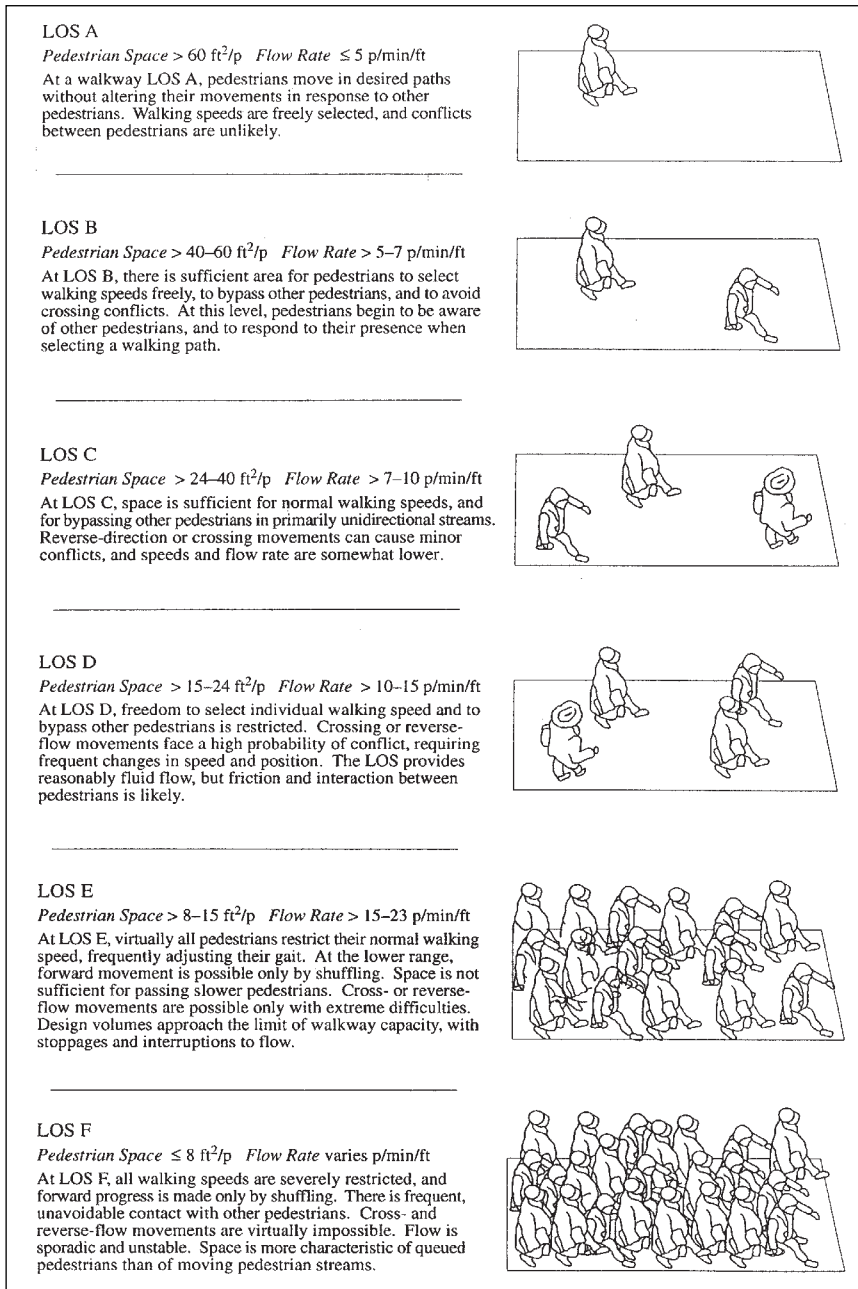 LOS A
Pedestrian Space > 60 ft²/p Flow Rate ≤ 5 p/min/ft
At a walkway LOS A, pedestrians move in desired paths
without altering their movements in response to other
pedestrians. Walking speeds are freely selected, and conflicts
between pedestrians are unlikely.
LOS B
Pedestrian Space > 40–60 ft²/p Flow Rate > 5–7 p/min/ft
At LOS B, there is sufficient area for pedestrians to select
walking speeds freely, to bypass other pedestrians, and to avoid
crossing conflicts. At this level, pedestrians begin to be aware
of other pedestrians, and to respond to their presence when
selecting a walking path.
LOS C
Pedestrian Space > 24–40 ft²/p Flow Rate > 7–10 p/min/ft
At LOS C, space is sufficient for normal walking speeds, and
for bypassing other pedestrians in primarily unidirectional streams.
Reverse-direction or crossing movements can cause minor
conflicts, and speeds and flow rate are somewhat lower.
LOS D
Pedestrian Space > 15–24 ft²/p Flow Rate > 10–15 p/min/ft
At LOS D, freedom to select individual walking speed and to
bypass other pedestrians is restricted. Crossing or reverse-
flow movements face a high probability of conflict, requiring
frequent changes in speed and position. The LOS provides
reasonably fluid flow, but friction and interaction between
pedestrians is likely.
LOS E
Pedestrian Space > 8–15 ft²/p Flow Rate > 15–23 p/min/ft
At LOS E, virtually all pedestrians restrict their normal walking
speed, frequently adjusting their gait. At the lower range,
forward movement is possible only by shuffling. Space is not
sufficient for passing slower pedestrians. Cross- or reverse-
flow movements are possible only with extreme difficulties.
Design volumes approach the limit of walkway capacity, with
stoppages and interruptions to flow.
LOS F
Pedestrian Space ≤ 8 ft²/p Flow Rate varies p/min/ft
At LOS F, all walking speeds are severely restricted, and
forward progress is made only by shuffling. There is frequent,
unavoidable contact with other pedestrians. Cross- and
reverse-flow movements are virtually impossible. Flow is
sporadic and unstable. Space is more characteristic of queued
pedestrians than of moving pedestrian streams.